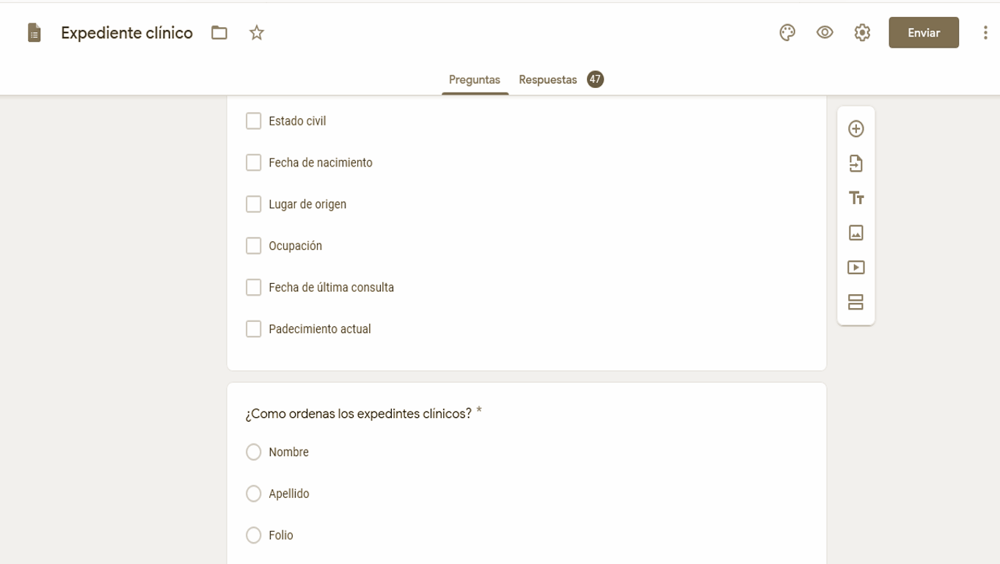 Expediente clínico
Enviar
Preguntas
Respuestas 47
Estado civil
Fecha de nacimiento
Lugar de origen
Ocupación
Fecha de última consulta
Padecimiento actual
¿Como ordenas los expedintes clínicos? *
Nombre
Apellido
Folio